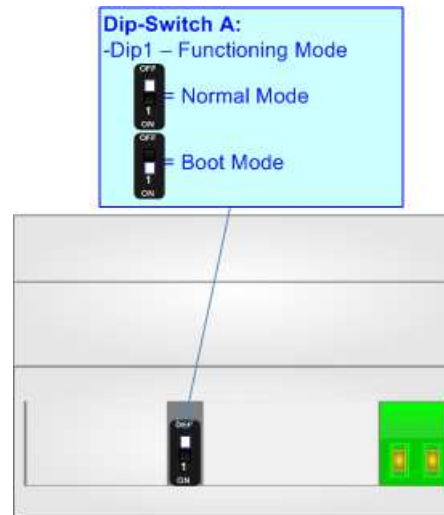 Dip-Switch A:
-Dip1 – Functioning Mode
OFF
1
ON
= Normal Mode
OFF
1
ON
= Boot Mode
OFF
1
ON